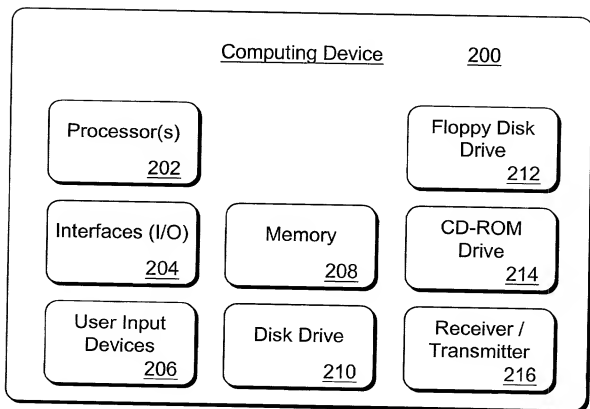 Computing Device 200
Processor(s)
202
Floppy Disk
Drive
212
Interfaces (I/O)
204
Memory
208
CD-ROM
Drive
214
User Input
Devices
206
Disk Drive
210
Receiver /
Transmitter
216